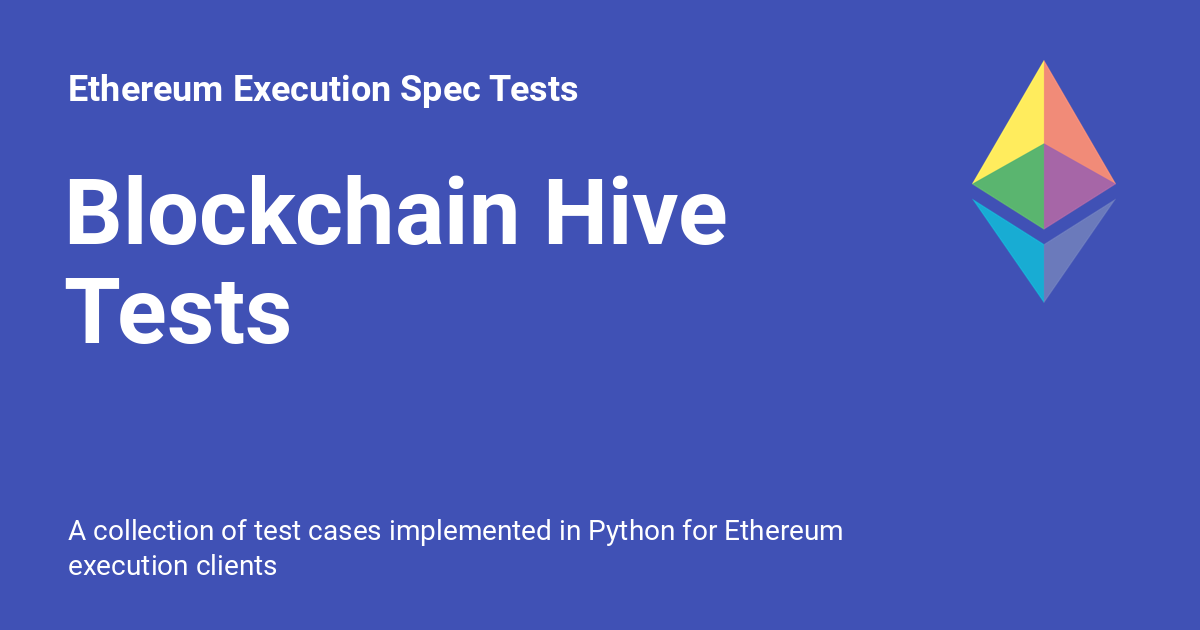 Ethereum Execution Spec Tests
Blockchain Hive
Tests
A collection of test cases implemented in Python for Ethereum
execution clients